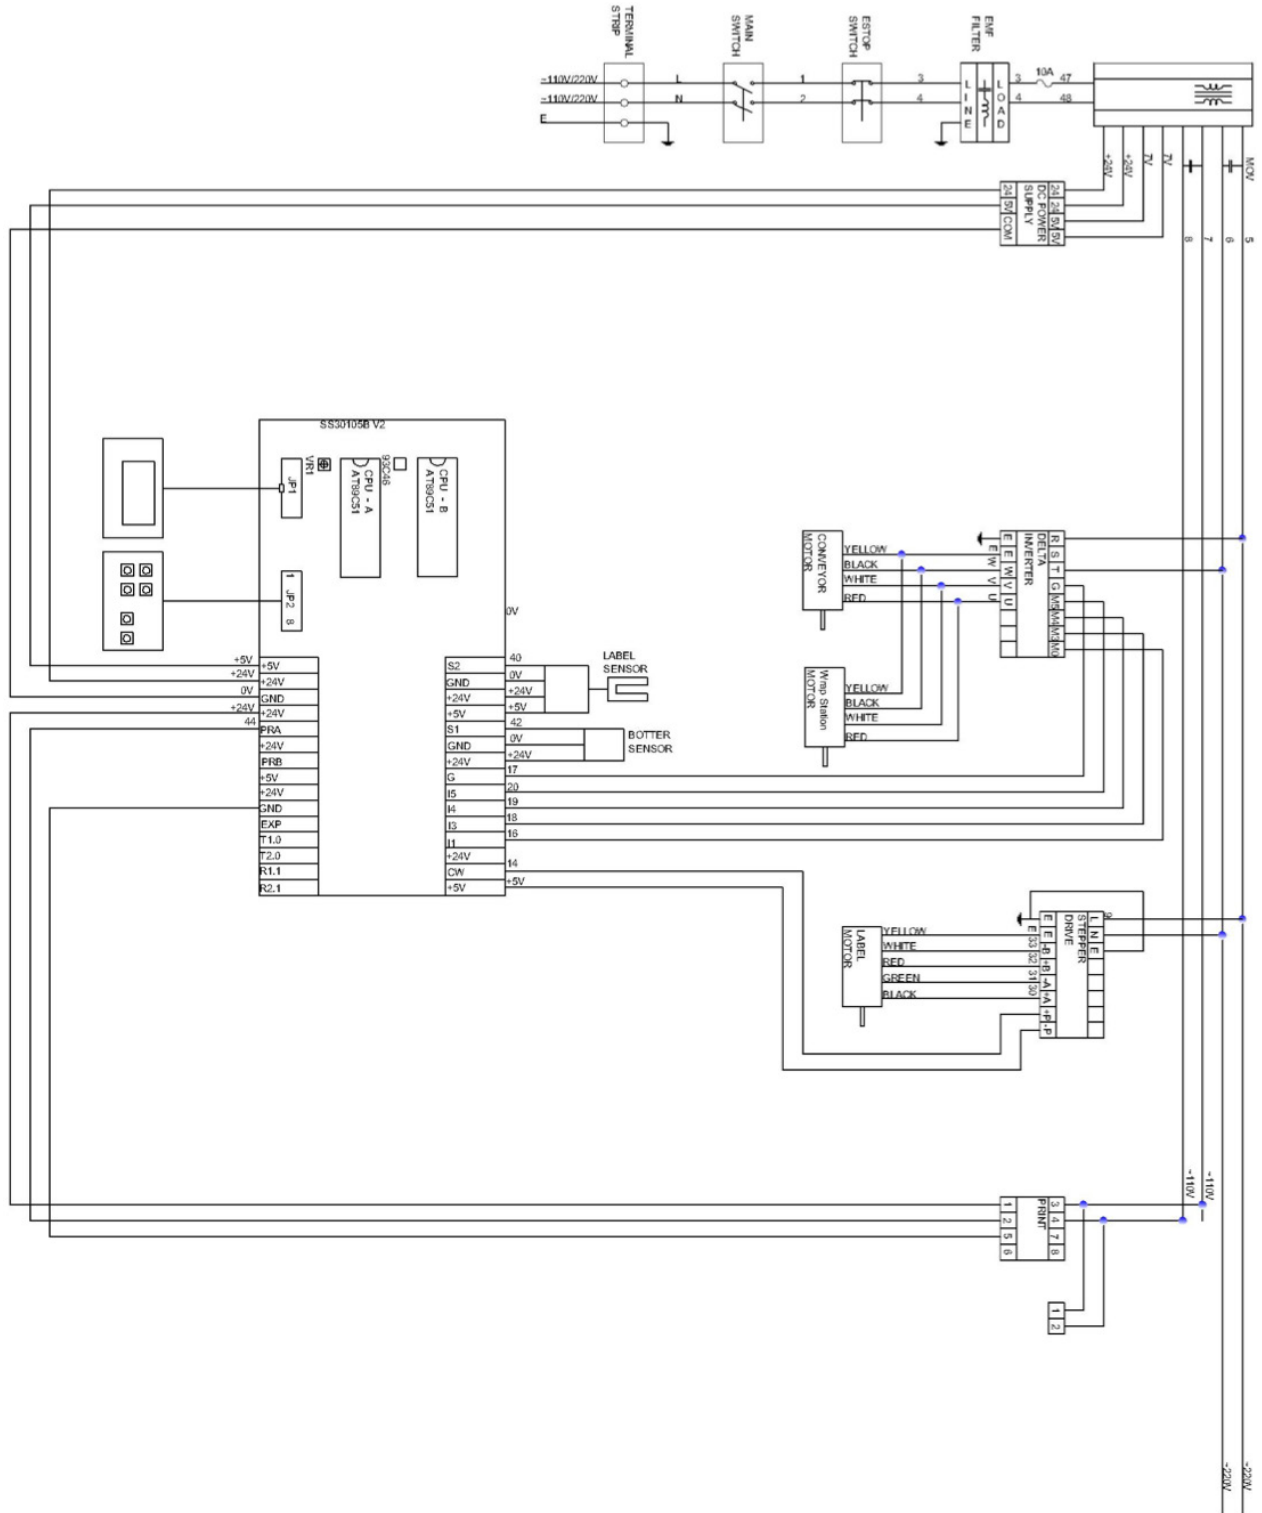 TERMINAL
STRIP
MAIN
SWITCH
ESTOP
SWITCH
EMF
FILTER
~110V/220V
L
1
3
LINE
LOAD
3
10A
47
~110V/220V
N
2
4
4
48
E
+24V
+24V
7V
7V
MOV
24
5V
COM
DC POWER
SUPPLY
24
24
5V
5V
8
7
6
5
SS30105B V2
JP1
VR1
CPU - A
AT89C51
93C46
CPU - B
AT89C51
1
JP2
8
0V
CONVEYOR
MOTOR
YELLOW
BLACK
WHITE
RED
E
W
V
U
E
E
W
V
U
DELTA
INVERTER
R
S
T
G
M5
M4
M3
M0
Wrap Station
MOTOR
YELLOW
BLACK
WHITE
RED
+5V
+24V
0V
+24V
44
+5V
+24V
GND
+24V
PRA
+24V
PRB
+5V
+24V
GND
EXP
T1.0
T2.0
R1.1
R2.1
S2
GND
+24V
+5V
S1
GND
+24V
G
I5
I4
I3
I1
+24V
CW
+5V
40
0V
+24V
+5V
42
0V
+24V
17
20
19
18
16
14
+5V
LABEL
SENSOR
BOTTER
SENSOR
LABEL
MOTOR
YELLOW
WHITE
RED
GREEN
BLACK
E
33
32
31
30
E
E
-B
+B
-A
+A
+P
-P
STEPPER
DRIVE
L
N
E
9
~110V
~110V
1
2
5
6
PRINT
3
4
7
8
1
2
~220V
~220V